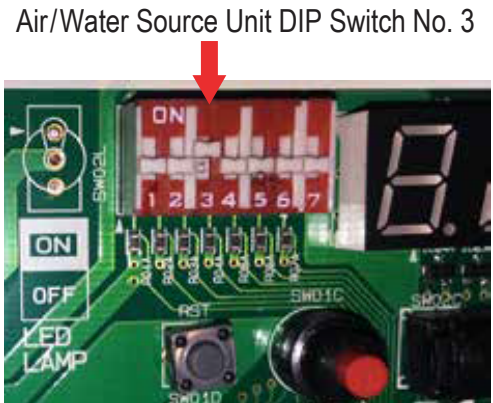 Air/Water Source Unit DIP Switch No. 3
ON
1 2 3 4 5 6 7
SW02L
ON
OFF
LED
LAMP
RST
SW01C
SW01D